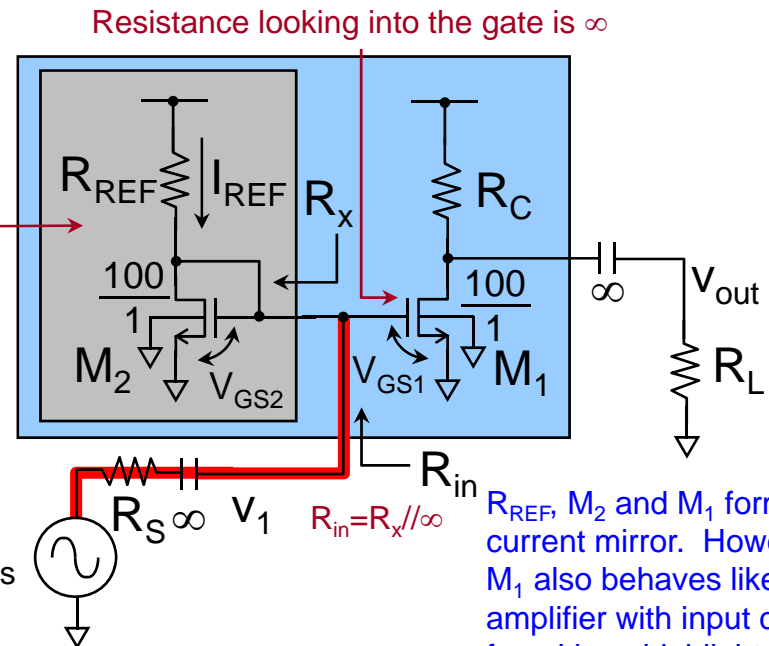 Resistance looking into the gate is ∞
R_REF
I_REF
R_x
R_C
100
1
100
1
∞
v_out
M_2
V_GS2
V_GS1
M_1
R_L
R_in
R_S ∞ v_1
R_in=R_x//∞
s
R_REF, M_2 and M_1 form
current mirror. Howe
M_1 also behaves like
amplifier with input c